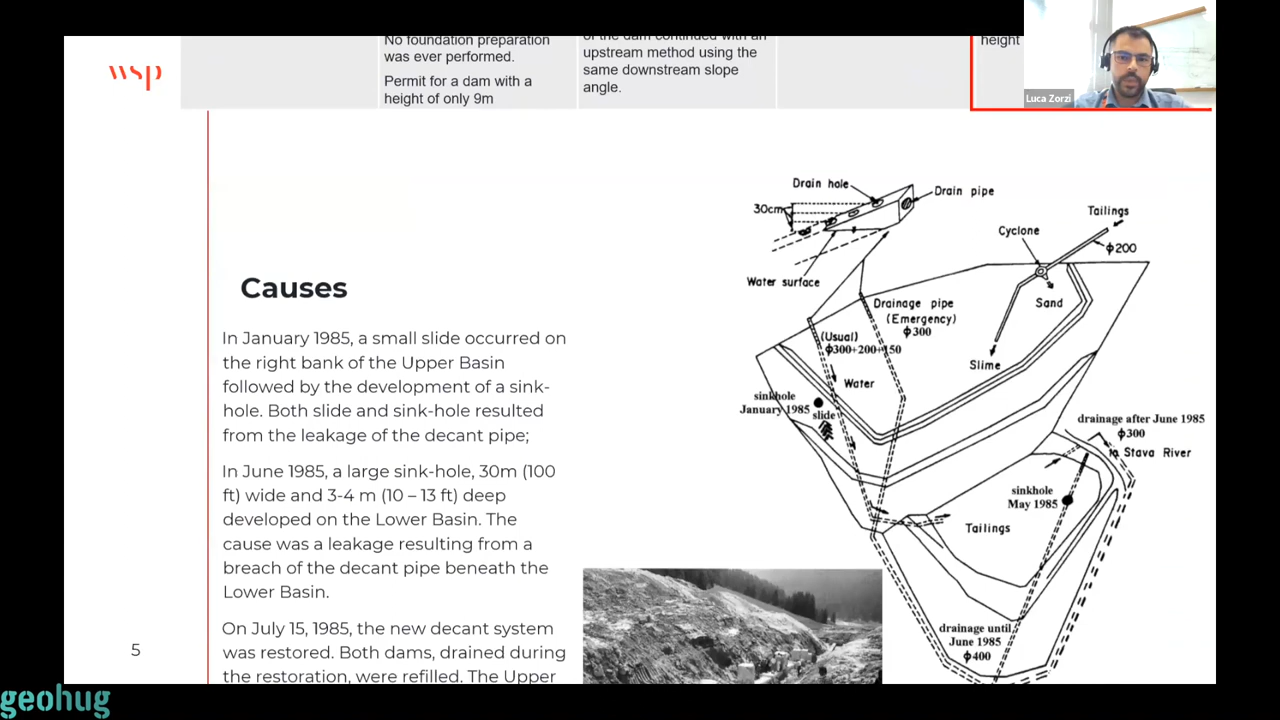 wsp
No foundation preparation
was ever performed.
Permit for a dam with a
height of only 9m
of the dam continued with an
upstream method using the
same downstream slope
angle.
height
Luca Zorzi
Causes
In January 1985, a small slide occurred on
the right bank of the Upper Basin
followed by the development of a sink-
hole. Both slide and sink-hole resulted
from the leakage of the decant pipe;
In June 1985, a large sink-hole, 30m (100
ft) wide and 3-4 m (10 – 13 ft) deep
developed on the Lower Basin. The
cause was a leakage resulting from a
breach of the decant pipe beneath the
Lower Basin.
On July 15, 1985, the new decant system
was restored. Both dams, drained during
the restoration, were refilled. The Upper
5
Drain hole
Drain pipe
30cm
Water surface
Tailings
Cyclone
ϕ200
Sand
Drainage pipe
(Emergency)
ϕ300
(Usual)
ϕ300+200+150
Slime
Water
sinkhole
January 1985
slide
drainage after June 1985
ϕ300
to Stava River
sinkhole
May 1985
Tailings
drainage until
June 1985
ϕ400
geohug